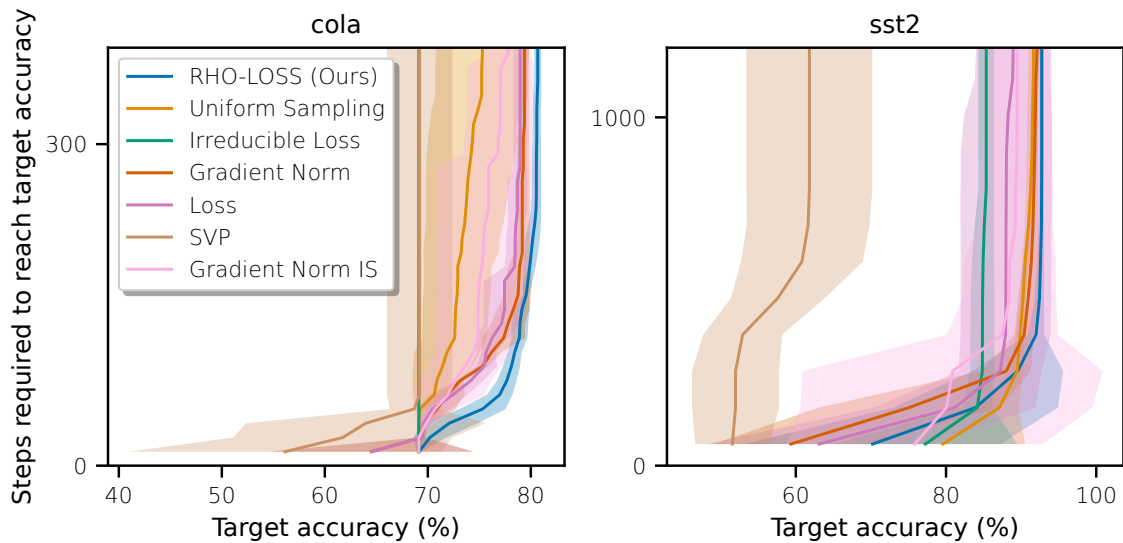 cola
sst2
Steps required to reach target accuracy
300
0
RHO-LOSS (Ours)
Uniform Sampling
Irreducible Loss
Gradient Norm
Loss
SVP
Gradient Norm IS
40 50 60 70 80
Target accuracy (%)
1000
0
60 80 100
Target accuracy (%)